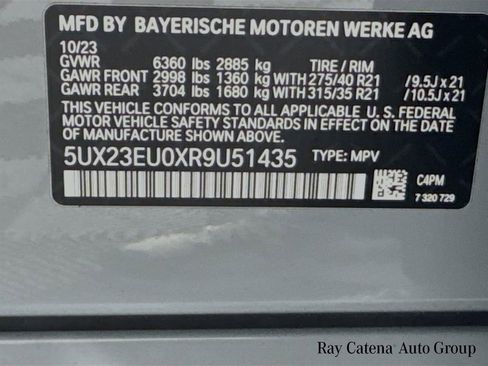 MFD BY BAYERISCHE MOTOREN WERKE AG
10/23
GVWR 6360 lbs 2885 kg TIRE / RIM
GAWR FRONT 2998 lbs 1360 kg WITH 275/40 R21 /9.5J x 21
GAWR REAR 3704 lbs 1680 kg WITH 315/35 R21 /10.5J x 21
THIS VEHICLE CONFORMS TO ALL APPLICABLE U. S. FEDERAL
MOTOR VEHICLE SAFETY STANDARDS IN EFFECT ON THE DATE OF
MANUFACTURE SHOWN ABOVE.
5UX23EU0XR9U51435 TYPE: MPV
C4PM
7 320 729
Ray Catena Auto Group